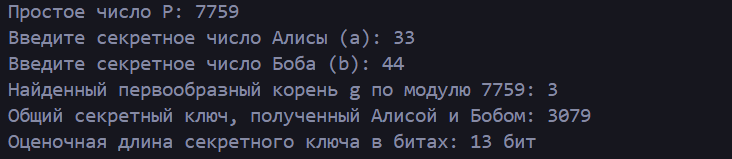 Простое число P: 7759
Введите секретное число Алисы (a): 33
Введите секретное число Боба (b): 44
Найденный первообразный корень g по модулю 7759: 3
Общий секретный ключ, полученный Алисой и Бобом: 3079
Оценочная длина секретного ключа в битах: 13 бит